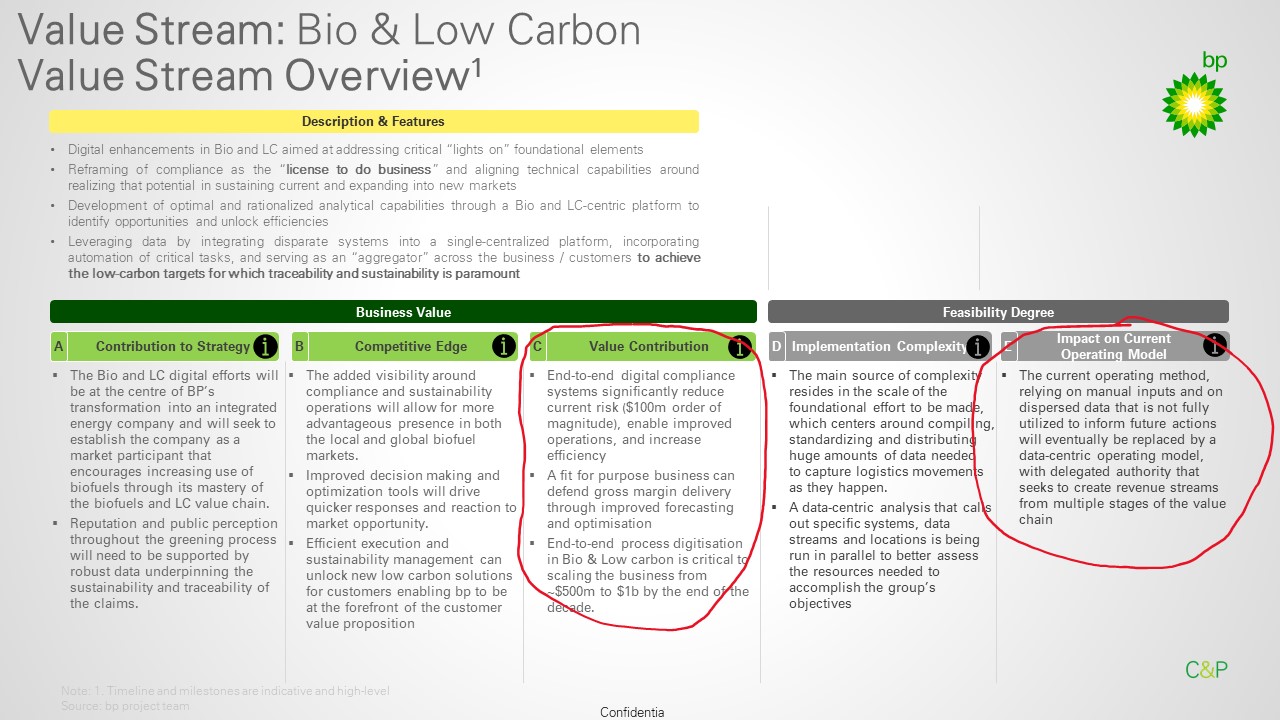 Value Stream: Bio & Low Carbon
Value Stream Overview¹
bp
Description & Features
▪ Digital enhancements in Bio and LC aimed at addressing critical “lights on” foundational elements
▪ Reframing of compliance as the “license to do business” and aligning technical capabilities around
realizing that potential in sustaining current and expanding into new markets
▪ Development of optimal and rationalized analytical capabilities through a Bio and LC-centric platform to
identify opportunities and unlock efficiencies
▪ Leveraging data by integrating disparate systems into a single-centralized platform, incorporating
automation of critical tasks, and serving as an “aggregator” across the business / customers to achieve
the low-carbon targets for which traceability and sustainability is paramount
Business Value
Feasibility Degree
A Contribution to Strategy i
▪ The Bio and LC digital efforts will
be at the centre of BP’s
transformation into an integrated
energy company and will seek to
establish the company as a
market participant that
encourages increasing use of
biofuels through its mastery of
the biofuels and LC value chain.
▪ Reputation and public perception
throughout the greening process
will need to be supported by
robust data underpinning the
sustainability and traceability of
the claims.
B Competitive Edge i
▪ The added visibility around
compliance and sustainability
operations will allow for more
advantageous presence in both
the local and global biofuel
markets.
▪ Improved decision making and
optimization tools will drive
quicker responses and reaction to
market opportunity.
▪ Efficient execution and
sustainability management can
unlock new low carbon solutions
for customers enabling bp to be
at the forefront of the customer
value proposition
C Value Contribution i
▪ End-to-end digital compliance
systems significantly reduce
current risk ($100m order of
magnitude), enable improved
operations, and increase
efficiency
▪ A fit for purpose business can
defend gross margin delivery
through improved forecasting
and optimisation
▪ End-to-end process digitisation
in Bio & Low carbon is critical to
scaling the business from
~$500m to $1b by the end of the
decade.
D Implementation Complexity i
▪ The main source of complexity
resides in the scale of the
foundational effort to be made,
which centers around compiling,
standardizing and distributing
huge amounts of data needed
to capture logistics movements
as they happen.
▪ A data-centric analysis that calls
out specific systems, data
streams and locations is being
run in parallel to better assess
the resources needed to
accomplish the group’s
objectives
E Impact on Current
Operating Model i
▪ The current operating method,
relying on manual inputs and on
dispersed data that is not fully
utilized to inform future actions
will eventually be replaced by a
data-centric operating model,
with delegated authority that
seeks to create revenue streams
from multiple stages of the value
chain
C&P
Note: 1. Timeline and milestones are indicative and high-level
Source: bp project team
Confidentia